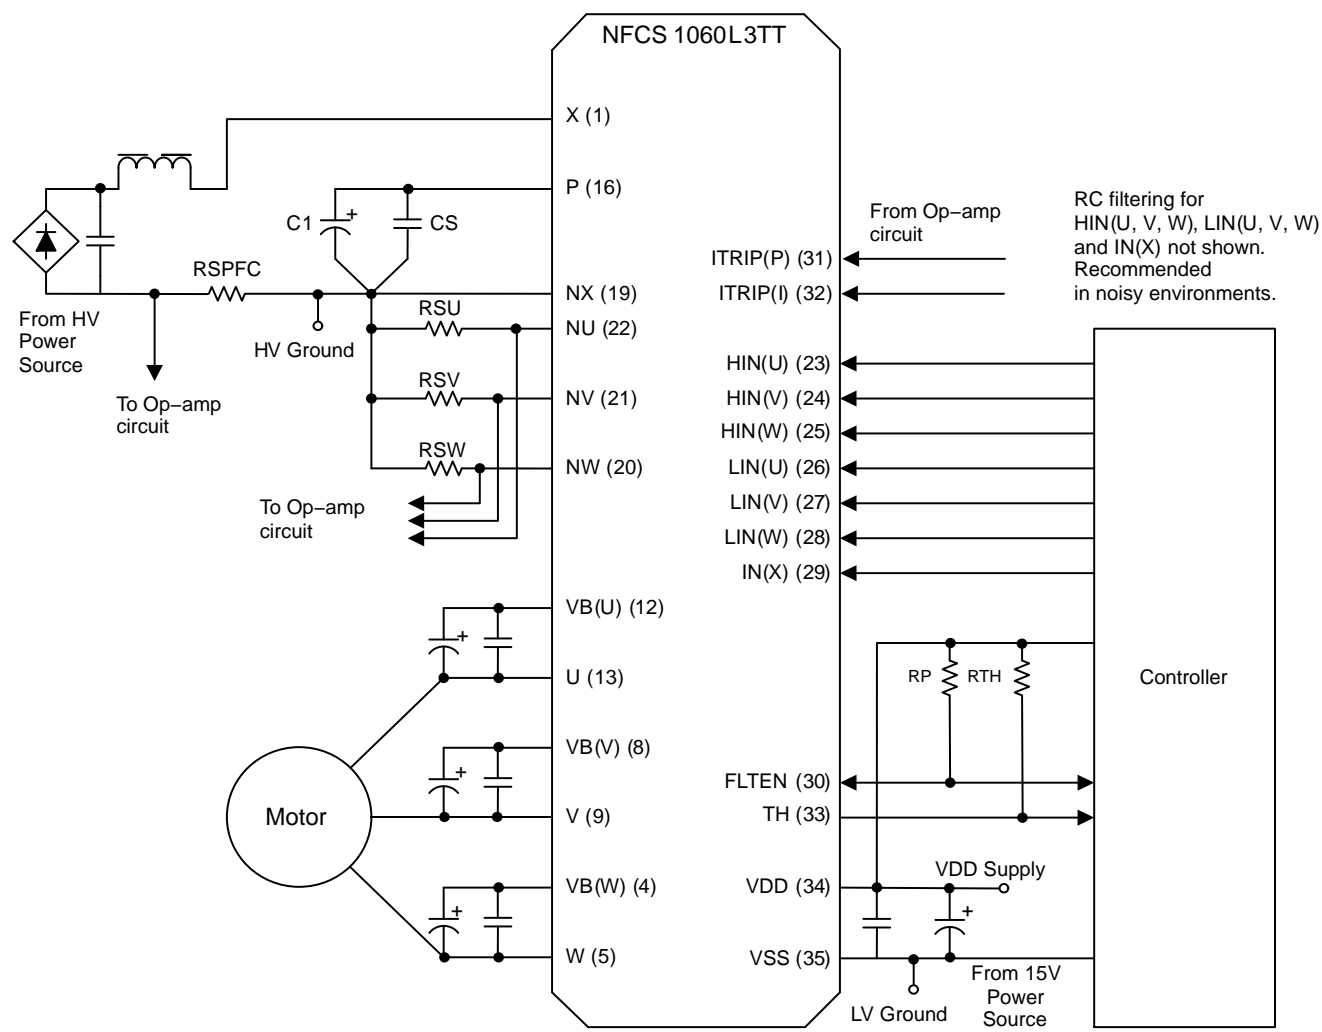 NFCS 1060L3TT
X (1)
P (16)
C1
+
CS
RSPFC
NX (19)
RSU
NU (22)
From HV
Power
Source
HV Ground
RSV
NV (21)
To Op−amp
circuit
RSW
NW (20)
To Op−amp
circuit
VB(U) (12)
+
U (13)
VB(V) (8)
+
Motor
V (9)
VB(W) (4)
+
W (5)
From Op−amp
circuit
ITRIP(P) (31)
ITRIP(I) (32)
RC filtering for
HIN(U, V, W), LIN(U, V, W)
and IN(X) not shown.
Recommended
in noisy environments.
HIN(U) (23)
HIN(V) (24)
HIN(W) (25)
LIN(U) (26)
LIN(V) (27)
LIN(W) (28)
IN(X) (29)
RP
RTH
Controller
FLTEN (30)
TH (33)
VDD Supply
VDD (34)
+
VSS (35)
LV Ground
From 15V
Power
Source